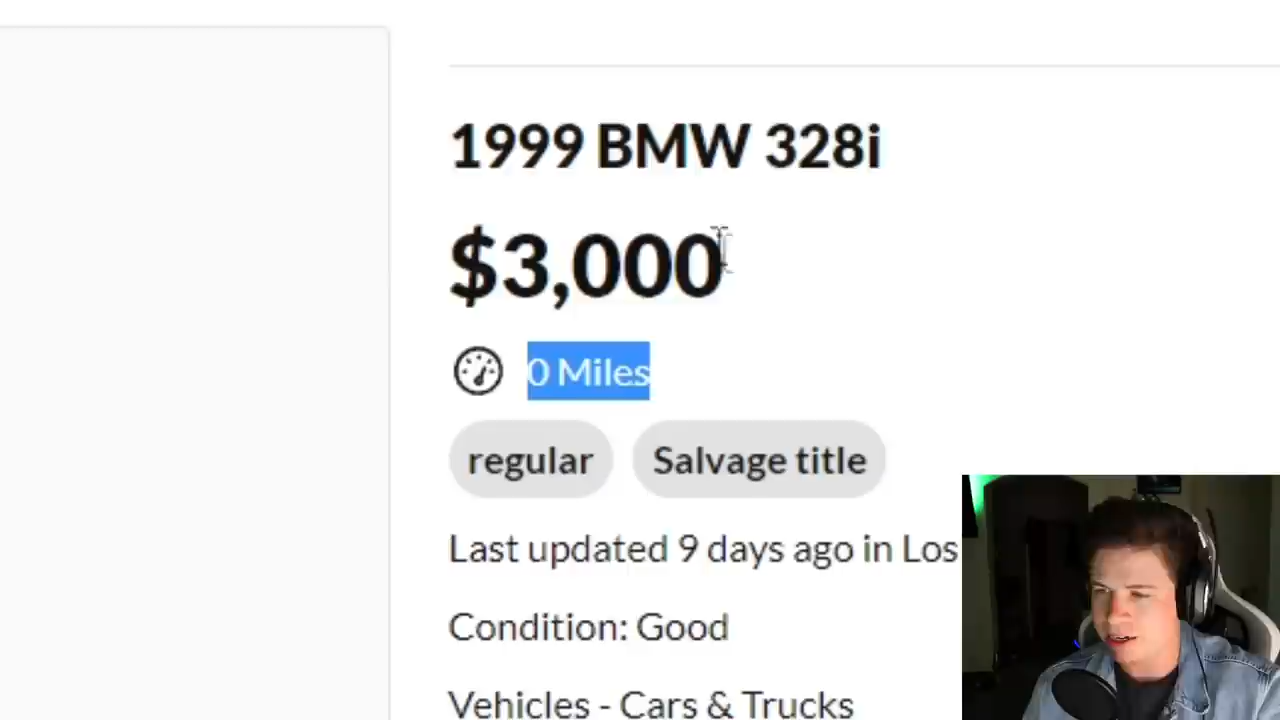 1999 BMW 328i
$3,000
0 Miles
regular Salvage title
Last updated 9 days ago in Los
Condition: Good
Vehicles - Cars & Trucks